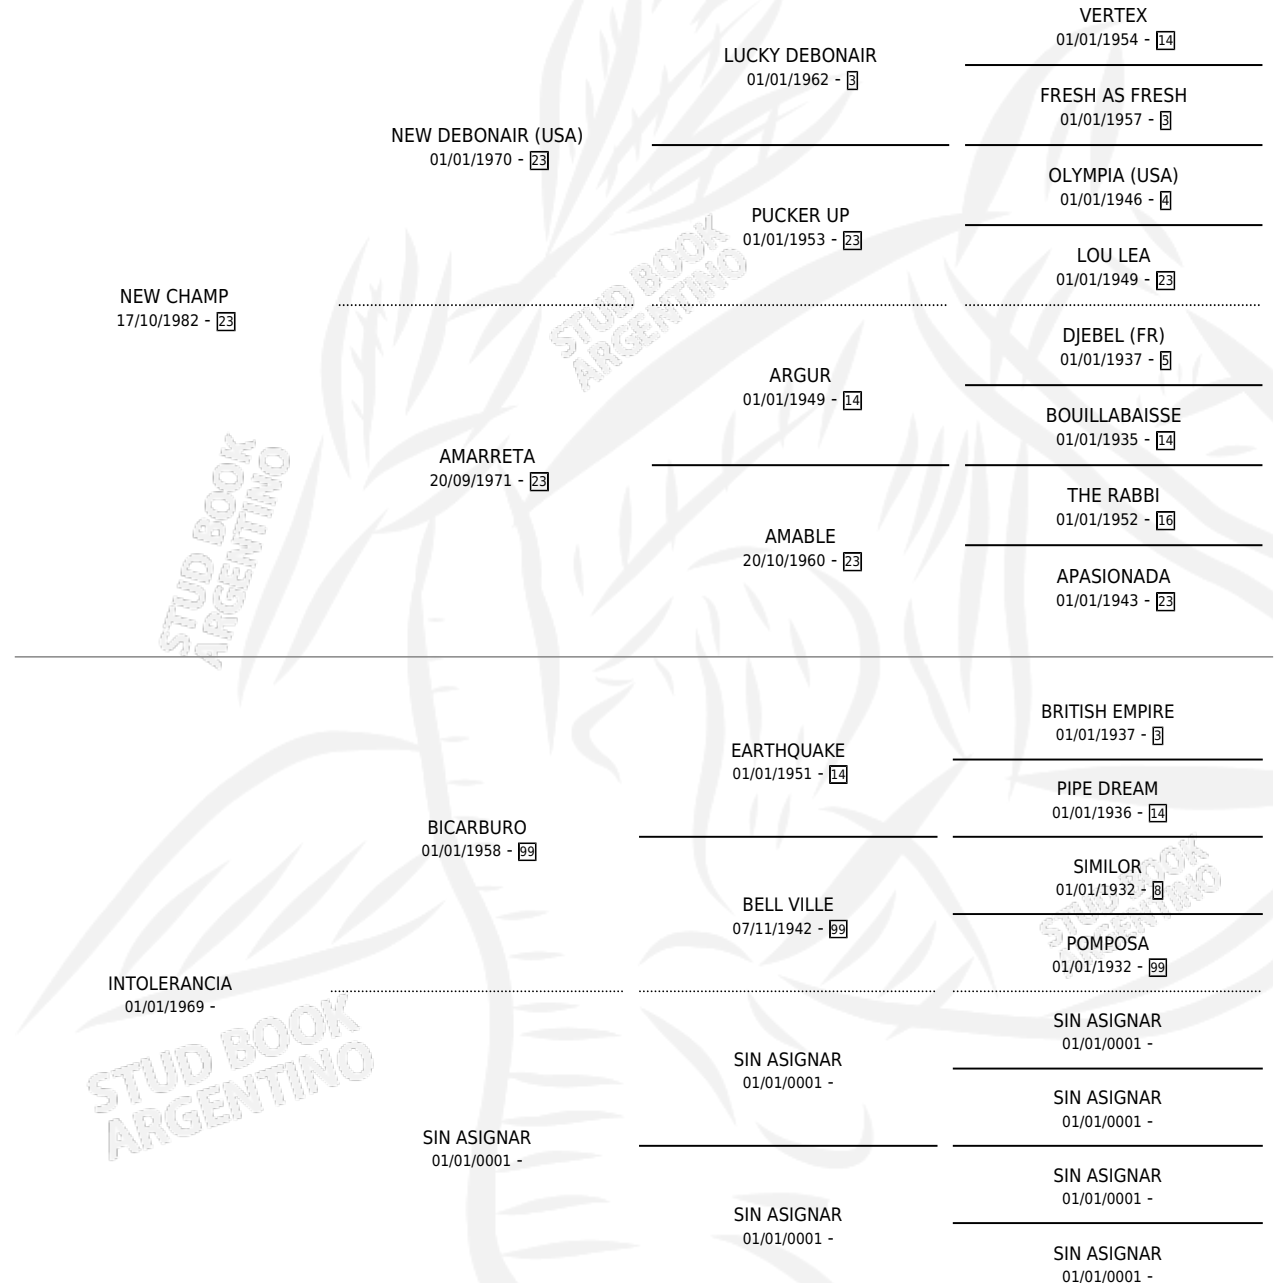 VERTEX
01/01/1954 - 14
LUCKY DEBONAIR
01/01/1962 - 3
FRESH AS FRESH
01/01/1957 - 3
NEW DEBONAIR (USA)
01/01/1970 - 23
OLYMPIA (USA)
01/01/1946 - 4
PUCKER UP
01/01/1953 - 23
LOU LEA
01/01/1949 - 23
NEW CHAMP
17/10/1982 - 23
STUD BOOK
ARGENTINO
DJEBEL (FR)
01/01/1937 - 5
ARGUR
01/01/1949 - 14
BOUILLABAISSE
01/01/1935 - 14
AMARRETA
20/09/1971 - 23
THE RABBI
01/01/1952 - 16
AMABLE
20/10/1960 - 23
APASIONADA
01/01/1943 - 23
STUD BOOK
ARGENTINO
BRITISH EMPIRE
01/01/1937 - 3
EARTHQUAKE
01/01/1951 - 14
PIPE DREAM
01/01/1936 - 14
BICARBURO
01/01/1958 - 99
SIMILOR
01/01/1932 - 8
BELL VILLE
07/11/1942 - 99
STUD BOOK
ARGENTINO
POMPOSA
01/01/1932 - 99
INTOLERANCIA
01/01/1969 -
SIN ASIGNAR
01/01/0001 -
SIN ASIGNAR
01/01/0001 -
STUD BOOK
ARGENTINO
SIN ASIGNAR
01/01/0001 -
SIN ASIGNAR
01/01/0001 -
SIN ASIGNAR
01/01/0001 -
SIN ASIGNAR
01/01/0001 -
SIN ASIGNAR
01/01/0001 -